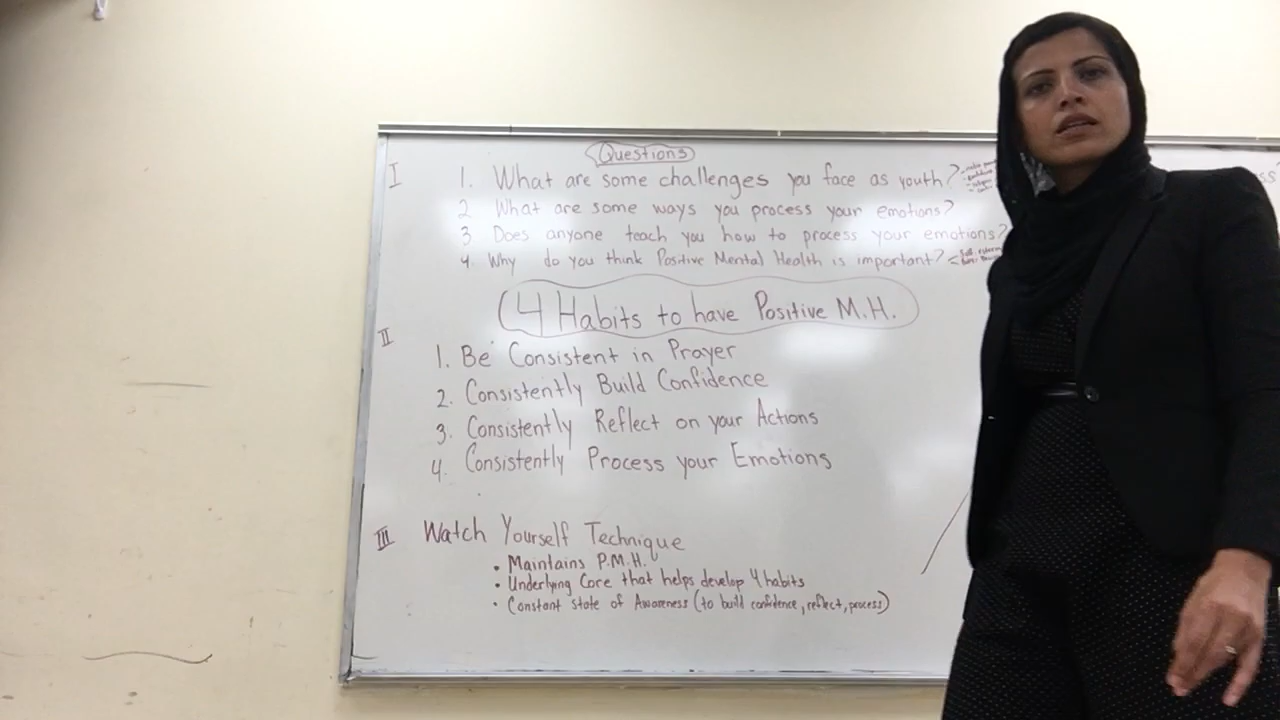 Questions
I 1. What are some challenges you face as youth?
2. What are some ways you process your emotions?
3. Does anyone teach you how to process your emotions?
4. Why do you think Positive Mental Health is important?
4 Habits to have Positive M.H.
II
1. Be Consistent in Prayer
2. Consistently Build Confidence
3. Consistently Reflect on your Actions
4. Consistently Process your Emotions
III Watch Yourself Technique
• Maintains P.M.H.
• Underlying Core that helps develop 4 habits
• Constant state of Awareness (to build confidence, reflect, process)